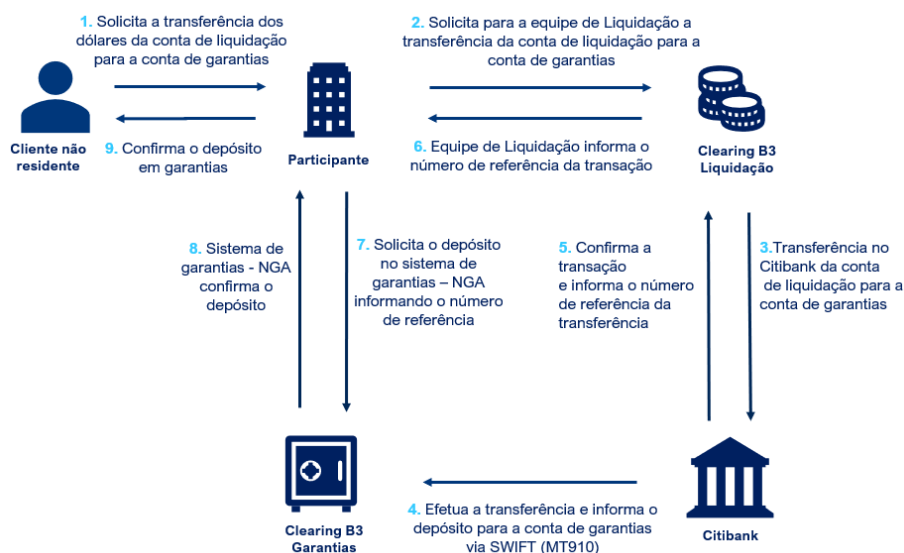 1. Solicita a transferência dos
dólares da conta de liquidação
para a conta de garantias
2. Solicita para a equipe de Liquidação a
transferência da conta de liquidação para a
conta de garantias
Cliente não
residente
9. Confirma o depósito
em garantias
Participante
6. Equipe de Liquidação informa o
número de referência da transação
Clearing B3
Liquidação
8. Sistema de
garantias - NGA
confirma o
depósito
7. Solicita o depósito
no sistema de
garantias – NGA
informando o número
de referência
5. Confirma a
transação
e informa o número
de referência da
transferência
3.Transferência no
Citibank da conta
de liquidação para a
conta de garantias
Clearing B3
Garantias
4. Efetua a transferência e informa o
depósito para a conta de garantias
via SWIFT (MT910)
Citibank